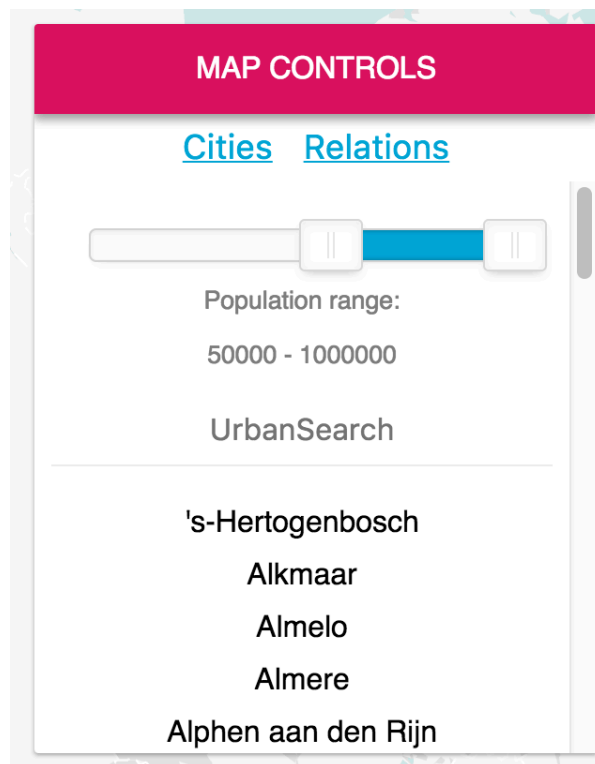 MAP CONTROLS
Cities Relations
Population range:
50000 - 1000000
UrbanSearch
's-Hertogenbosch
Alkmaar
Almelo
Almere
Alphen aan den Rijn